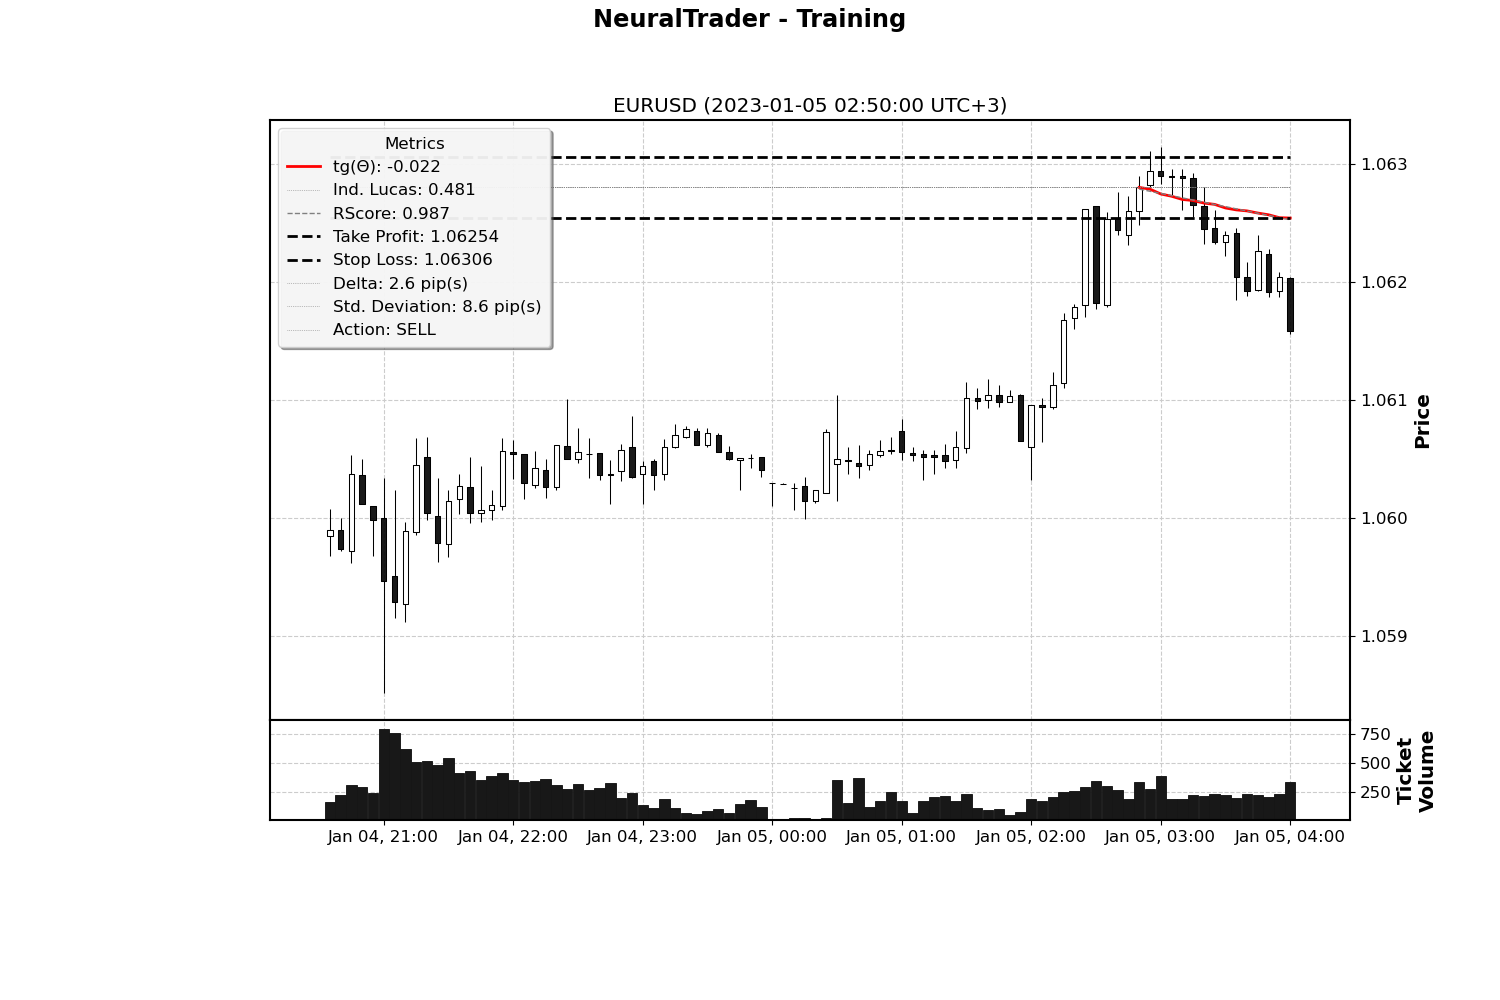 NeuralTrader - Training
EURUSD (2023-01-05 02:50:00 UTC+3)
Metrics
tg(Θ): -0.022
Ind. Lucas: 0.481
RScore: 0.987
Take Profit: 1.06254
Stop Loss: 1.06306
Delta: 2.6 pip(s)
Std. Deviation: 8.6 pip(s)
Action: SELL
1.063
1.062
1.061
1.060
1.059
Price
750
500
250
Ticket
Volume
Jan 04, 21:00
Jan 04, 22:00
Jan 04, 23:00
Jan 05, 00:00
Jan 05, 01:00
Jan 05, 02:00
Jan 05, 03:00
Jan 05, 04:00